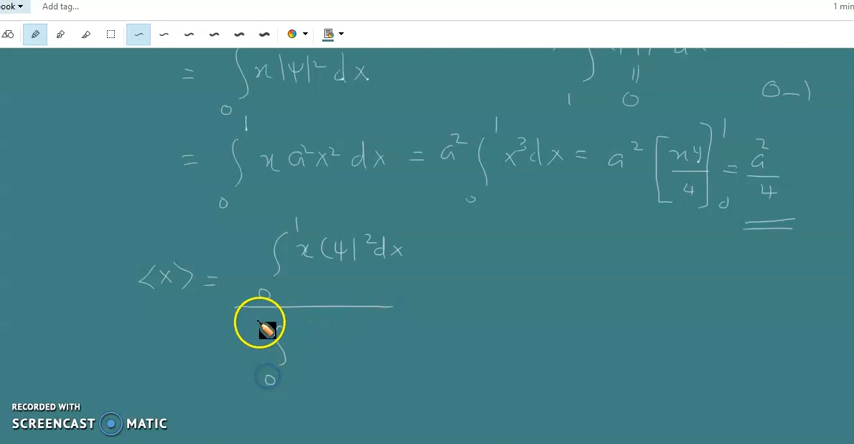 ook Add tag... 1 min
= ∫₀ x|Ψ|² dx
∫₁ 0
0-1
= ∫₀¹ x a²x² dx = a² ∫₀¹ x³dx = a² [x4/4]₀¹ = a²/4
<x> = ∫₀¹ x(Ψ|²dx
∫₀
RECORDED WITH
SCREENCAST MATIC